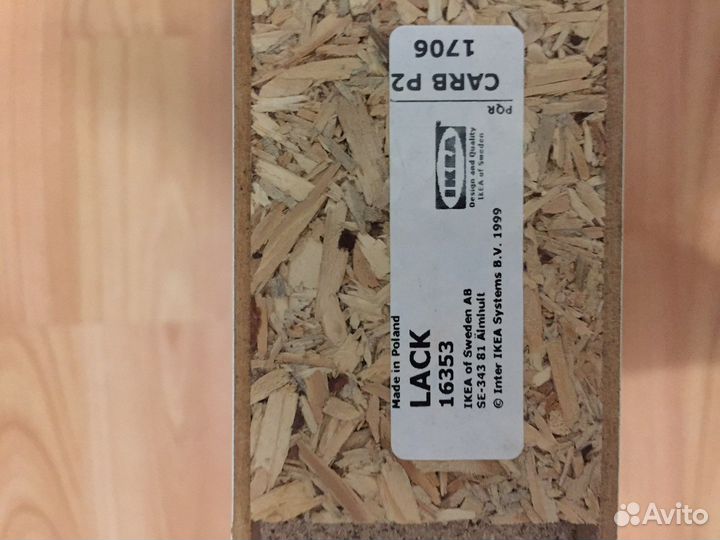 Made in Poland
LACK
16353
IKEA of Sweden AB
SE-343 81 Älmhult
© Inter IKEA Systems B.V. 1999
IKEA
Design and Quality
IKEA of Sweden
PQR
CARB P2
1706
Avito